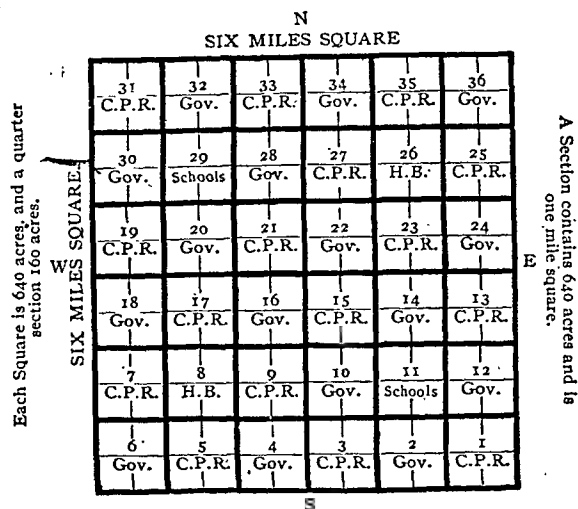 N
SIX MILES SQUARE
31 32 33 34 35 36
C.P.R. Gov. C.P.R. Gov. C.P.R. Gov.
30 29 28 27 26 25
Gov. Schools Gov. C.P.R. H.B. C.P.R.
19 20 21 22 23 24
C.P.R. Gov. C.P.R. Gov. C.P.R. Gov.
18 17 16 15 14 13
Gov. C.P.R. Gov. C.P.R. Gov. C.P.R.
7 8 9 10 11 12
C.P.R. H.B. C.P.R. Gov. Schools Gov.
6 5 4 3 2 1
Gov. C.P.R. Gov. C.P.R. Gov. C.P.R.
S
W
SIX MILES SQUARE.
Each Square is 640 acres, and a quarter
section 160 acres.
E
A Section contains 640 acres and is
one mile square.